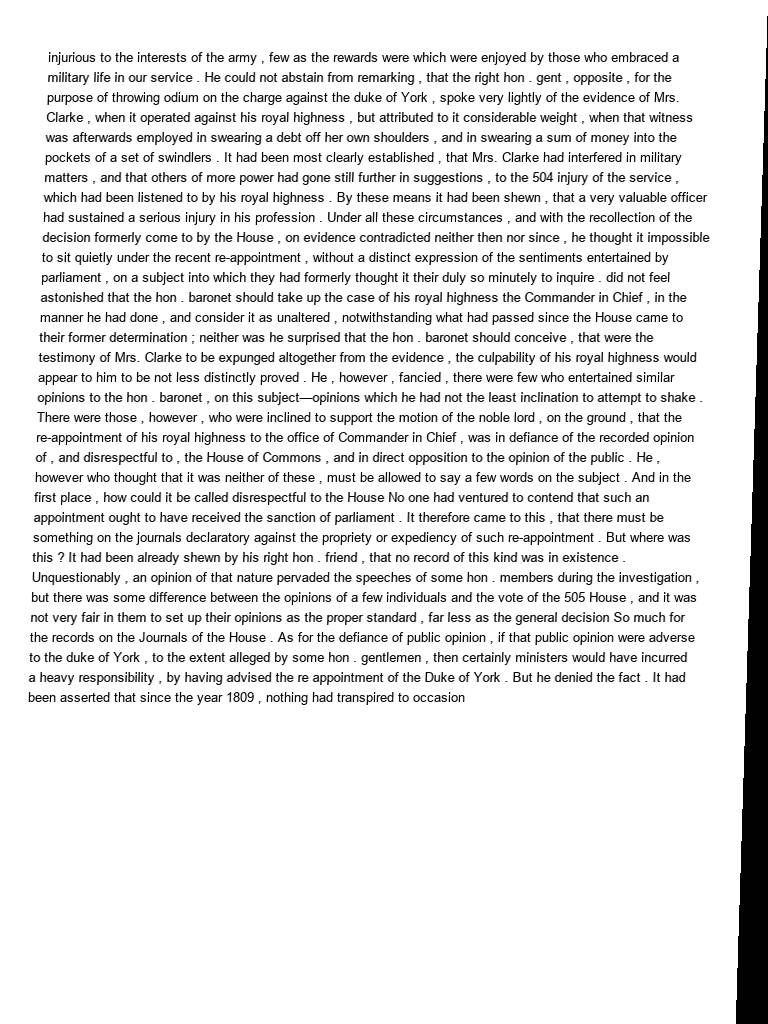 injurious to the interests of the army , few as the rewards were which were enjoyed by those who embraced a
military life in our service . He could not abstain from remarking , that the right hon . gent , opposite , for the
purpose of throwing odium on the charge against the duke of York , spoke very lightly of the evidence of Mrs.
Clarke , when it operated against his royal highness , but attributed to it considerable weight , when that witness
was afterwards employed in swearing a debt off her own shoulders , and in swearing a sum of money into the
pockets of a set of swindlers . It had been most clearly established , that Mrs. Clarke had interfered in military
matters , and that others of more power had gone still further in suggestions , to the 504 injury of the service ,
which had been listened to by his royal highness . By these means it had been shewn , that a very valuable officer
had sustained a serious injury in his profession . Under all these circumstances , and with the recollection of the
decision formerly come to by the House , on evidence contradicted neither then nor since , he thought it impossible
to sit quietly under the recent re-appointment , without a distinct expression of the sentiments entertained by
parliament , on a subject into which they had formerly thought it their duly so minutely to inquire . did not feel
astonished that the hon . baronet should take up the case of his royal highness the Commander in Chief , in the
manner he had done , and consider it as unaltered , notwithstanding what had passed since the House came to
their former determination ; neither was he surprised that the hon . baronet should conceive , that were the
testimony of Mrs. Clarke to be expunged altogether from the evidence , the culpability of his royal highness would
appear to him to be not less distinctly proved . He , however , fancied , there were few who entertained similar
opinions to the hon . baronet , on this subject—opinions which he had not the least inclination to attempt to shake .
There were those , however , who were inclined to support the motion of the noble lord , on the ground , that the
re-appointment of his royal highness to the office of Commander in Chief , was in defiance of the recorded opinion
of , and disrespectful to , the House of Commons , and in direct opposition to the opinion of the public . He ,
however who thought that it was neither of these , must be allowed to say a few words on the subject . And in the
first place , how could it be called disrespectful to the House No one had ventured to contend that such an
appointment ought to have received the sanction of parliament . It therefore came to this , that there must be
something on the journals declaratory against the propriety or expediency of such re-appointment . But where was
this ? It had been already shewn by his right hon . friend , that no record of this kind was in existence .
Unquestionably , an opinion of that nature pervaded the speeches of some hon . members during the investigation ,
but there was some difference between the opinions of a few individuals and the vote of the 505 House , and it was
not very fair in them to set up their opinions as the proper standard , far less as the general decision So much for
the records on the Journals of the House . As for the defiance of public opinion , if that public opinion were adverse
to the duke of York , to the extent alleged by some hon . gentlemen , then certainly ministers would have incurred
a heavy responsibility , by having advised the re appointment of the Duke of York . But he denied the fact . It had
been asserted that since the year 1809 , nothing had transpired to occasion